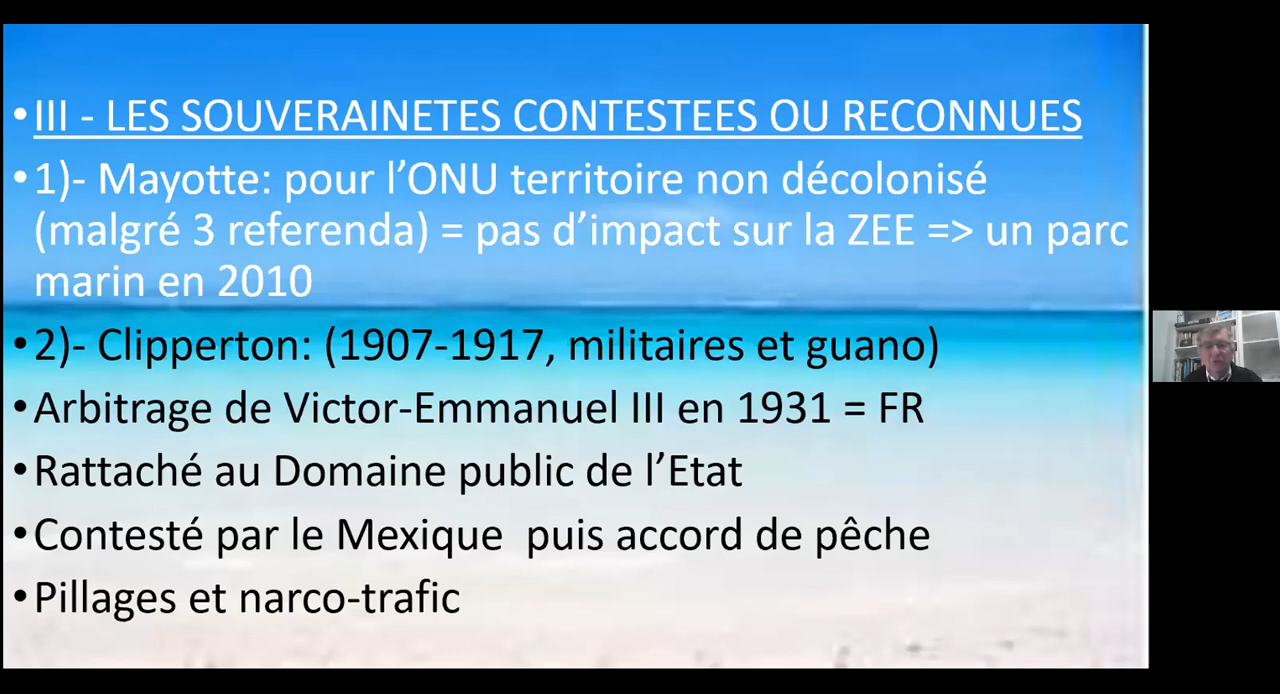 •III - LES SOUVERAINETES CONTESTEES OU RECONNUES
•1)- Mayotte: pour l’ONU territoire non décolonisé
(malgré 3 referenda) = pas d’impact sur la ZEE => un parc
marin en 2010
•2)- Clipperton: (1907-1917, militaires et guano)
•Arbitrage de Victor-Emmanuel III en 1931 = FR
•Rattaché au Domaine public de l’Etat
•Contesté par le Mexique  puis accord de pêche
•Pillages et narco-trafic